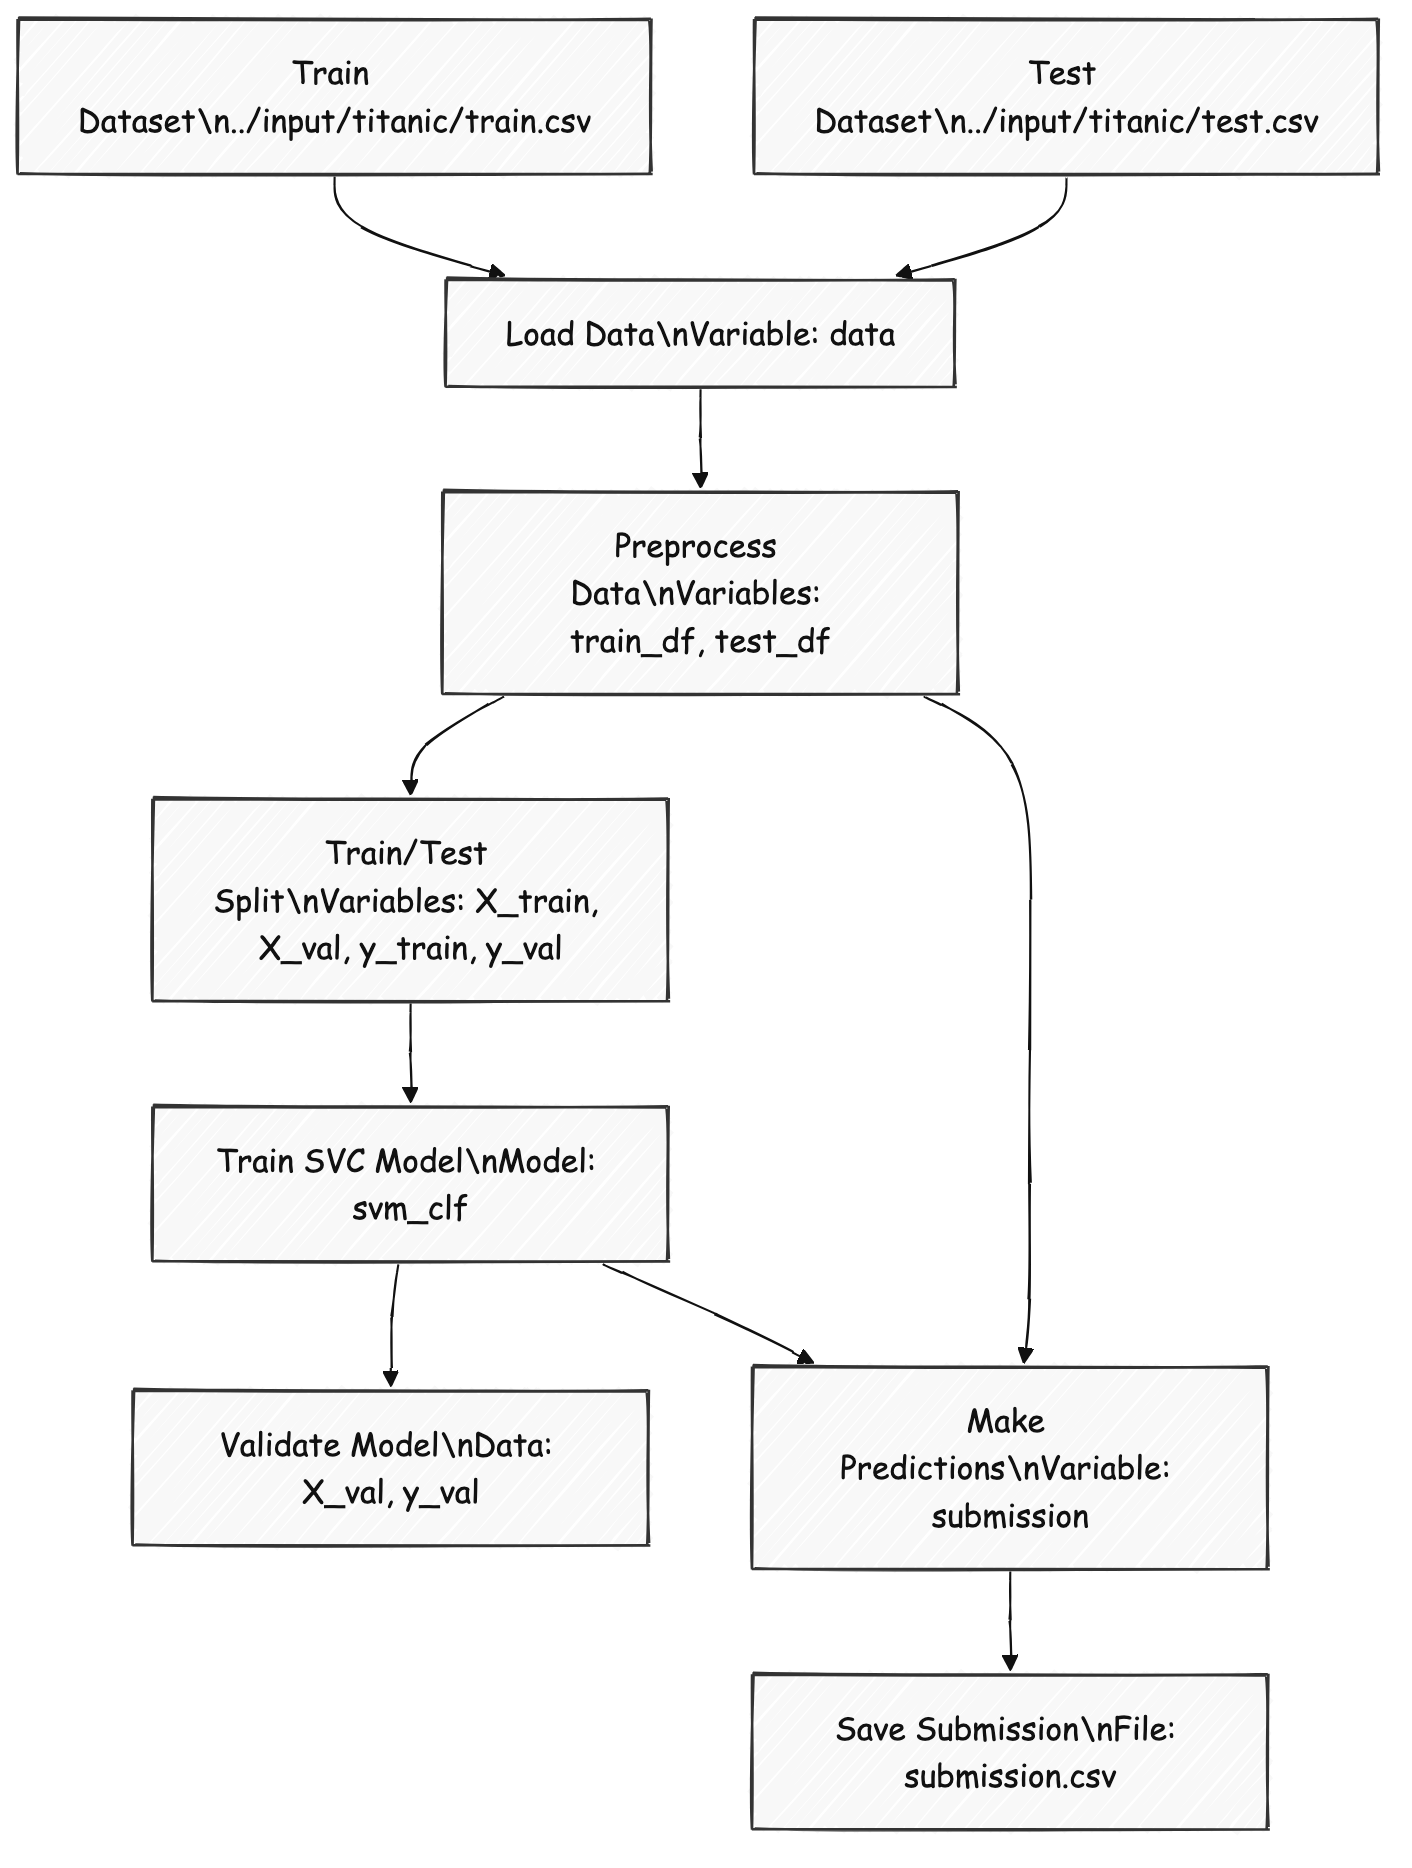 Train
Dataset\n../input/titanic/train.csv
Test
Dataset\n../input/titanic/test.csv
Load Data\nVariable: data
Preprocess
Data\nVariables:
train_df, test_df
Train/Test
Split\nVariables: X_train,
X_val, y_train, y_val
Train SVC Model\nModel:
svm_clf
Validate Model\nData:
X_val, y_val
Make
Predictions\nVariable:
submission
Save Submission\nFile:
submission.csv